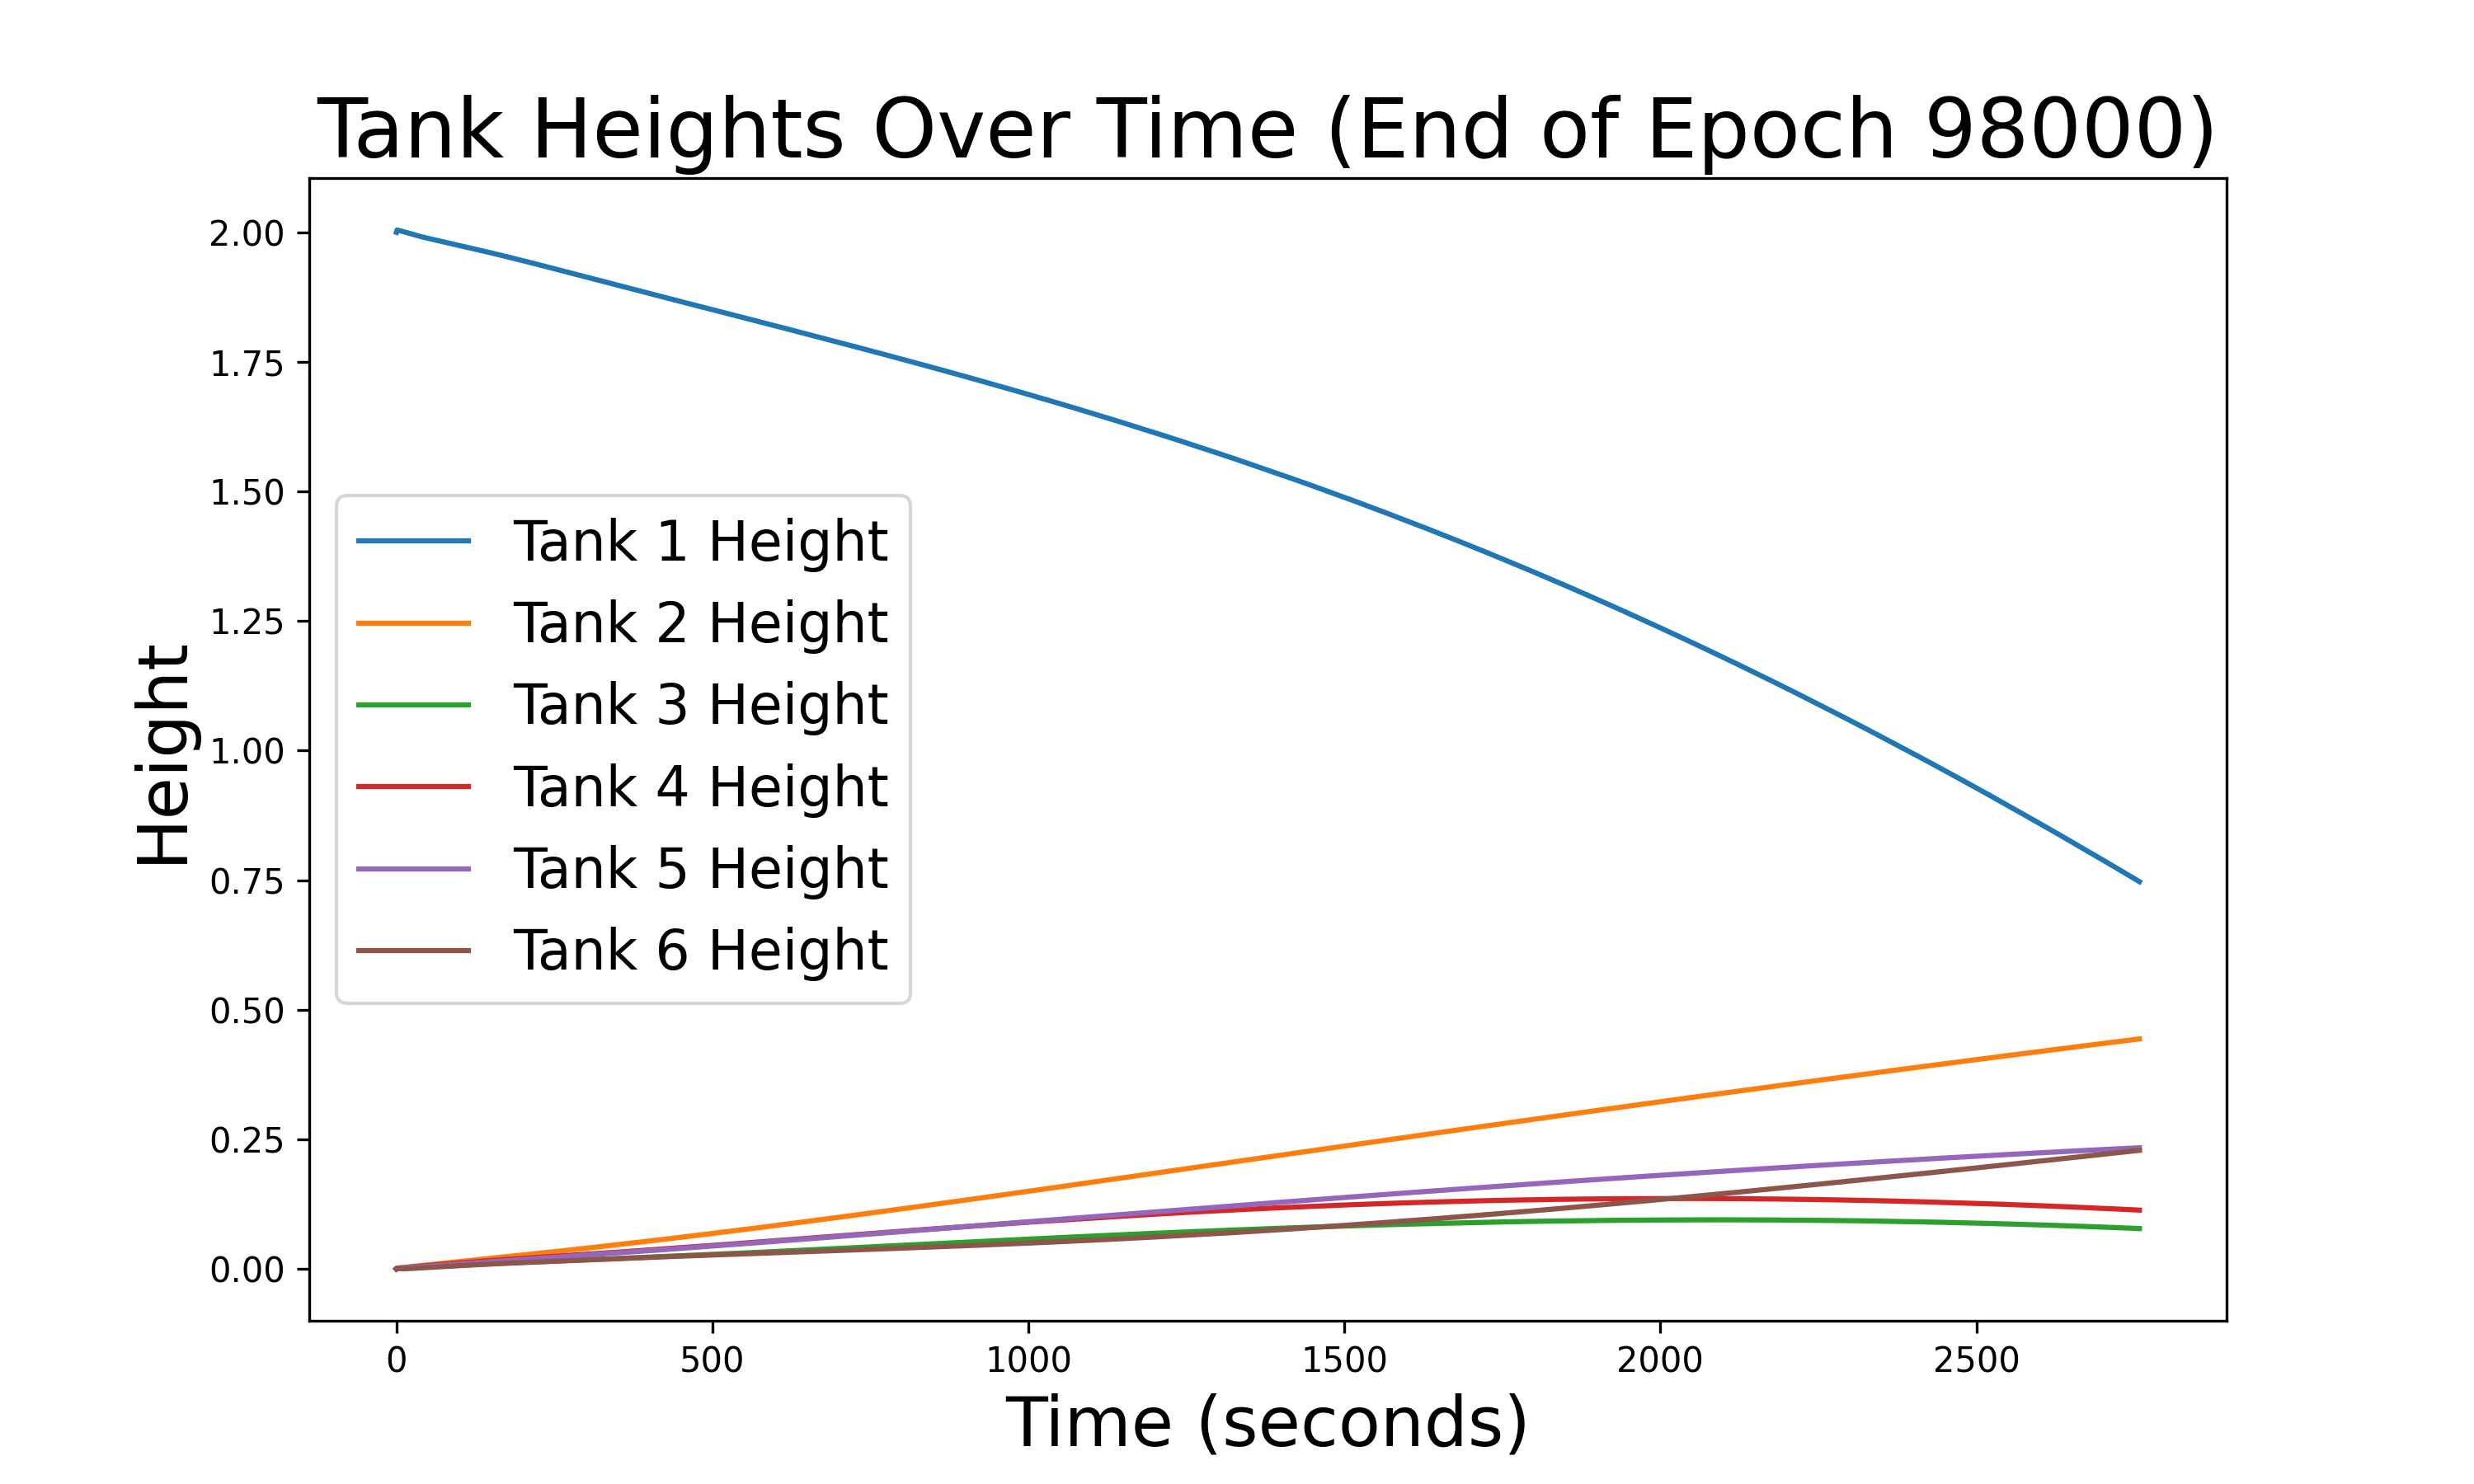 Tank Heights Over Time (End of Epoch 98000)
2.00
1.75
1.50
1.25
1.00
0.75
0.50
0.25
0.00
Height
Tank 1 Height
Tank 2 Height
Tank 3 Height
Tank 4 Height
Tank 5 Height
Tank 6 Height
0 500 1000 1500 2000 2500
Time (seconds)